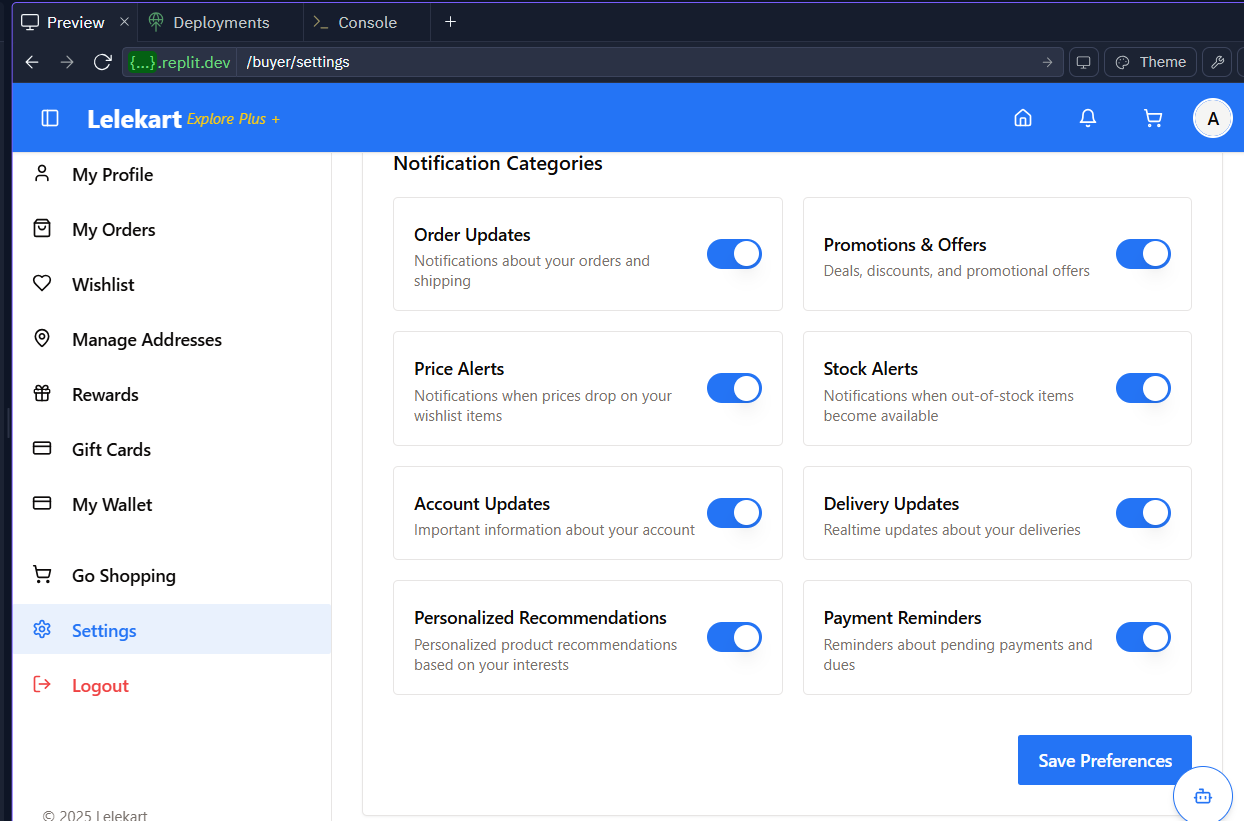 Preview
Deployments
Console
{...}.replit.dev /buyer/settings
Theme
Lelekart Explore Plus +
A
My Profile
My Orders
Wishlist
Manage Addresses
Rewards
Gift Cards
My Wallet
Go Shopping
Settings
Logout
© 2025 Lelekart
Notification Categories
Order Updates
Notifications about your orders and
shipping
Promotions & Offers
Deals, discounts, and promotional offers
Price Alerts
Notifications when prices drop on your
wishlist items
Stock Alerts
Notifications when out-of-stock items
become available
Account Updates
Important information about your account
Delivery Updates
Realtime updates about your deliveries
Personalized Recommendations
Personalized product recommendations
based on your interests
Payment Reminders
Reminders about pending payments and
dues
Save Preferences